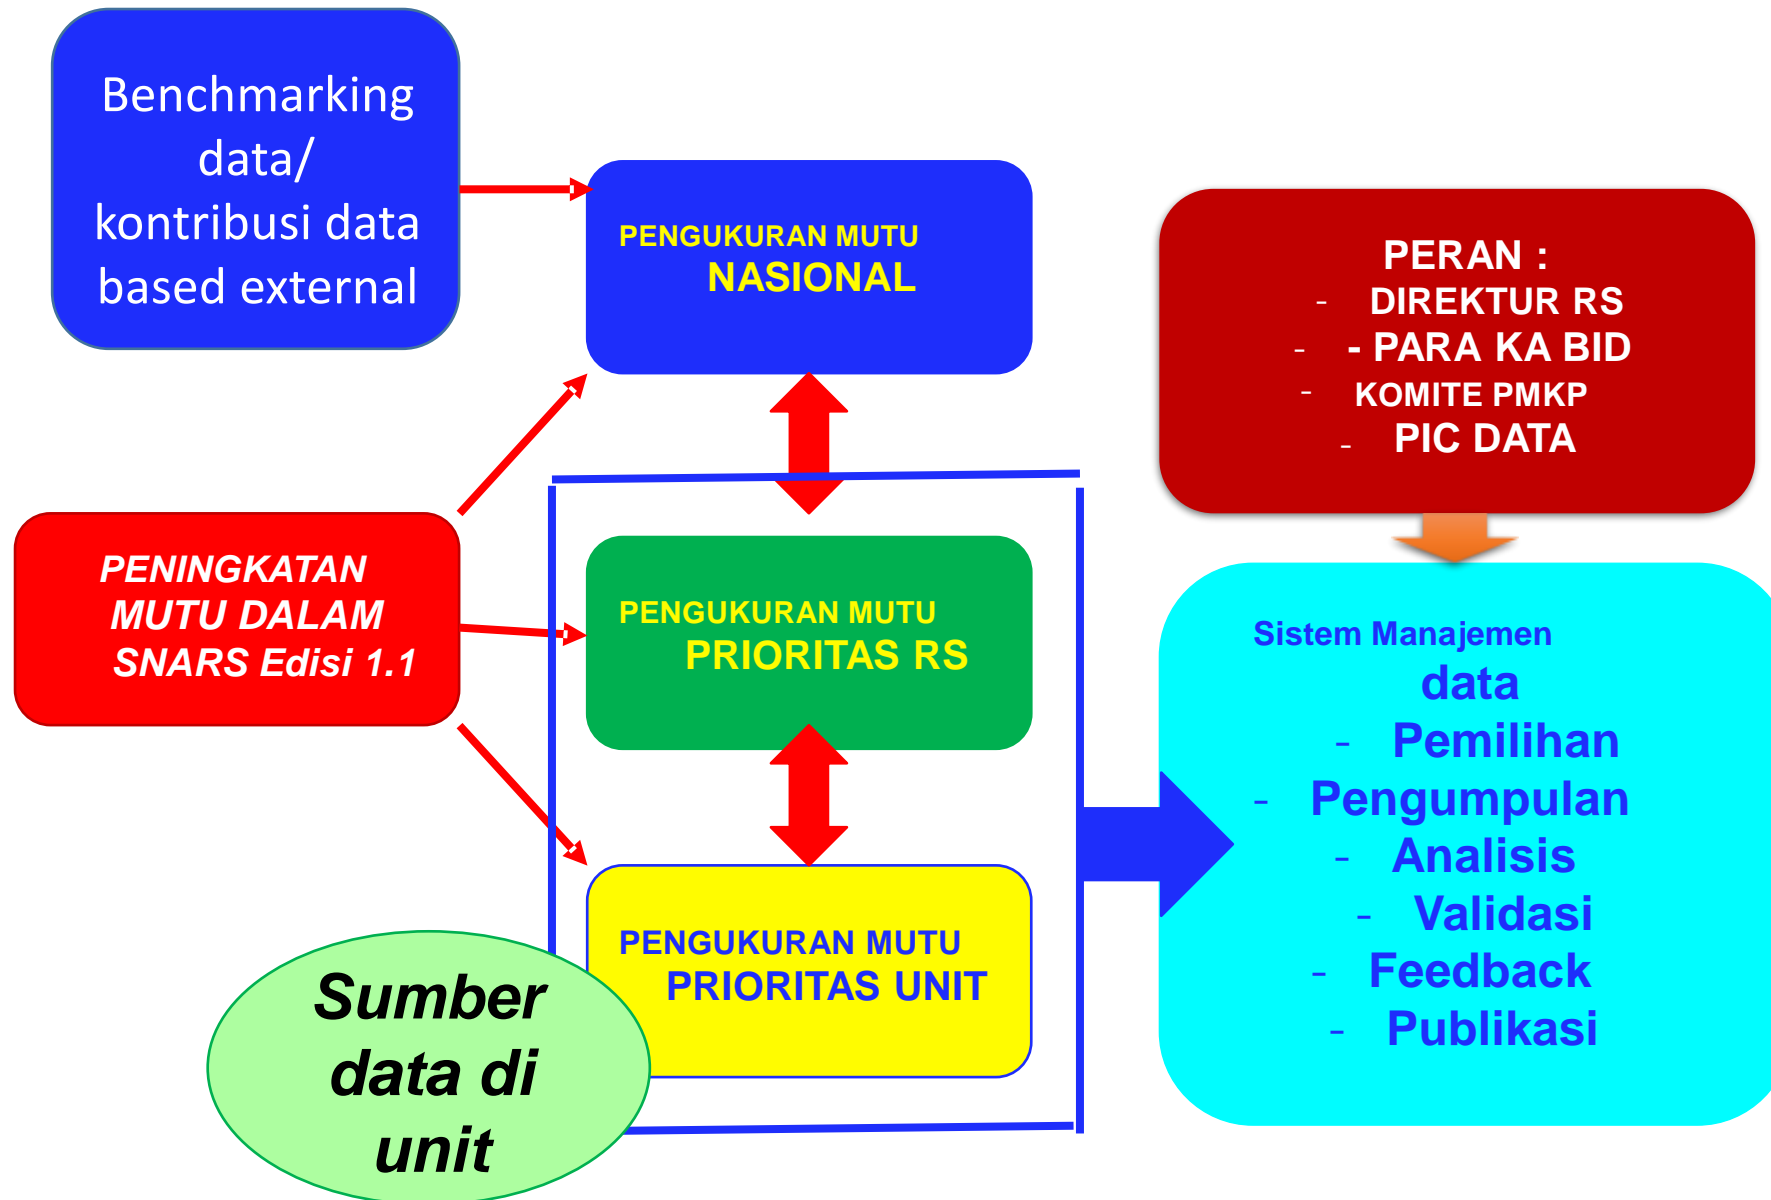 Benchmarking
data/
kontribusi data
based external
PENGUKURAN MUTU
NASIONAL
PERAN :
- DIREKTUR RS
- - PARA KA BID
- KOMITE PMKP
- PIC DATA
PENINGKATAN
MUTU DALAM
SNARS Edisi 1.1
PENGUKURAN MUTU
PRIORITAS RS
Sistem Manajemen
data
- Pemilihan
- Pengumpulan
- Analisis
- Validasi
- Feedback
- Publikasi
PENGUKURAN MUTU
PRIORITAS UNIT
Sumber
data di
unit